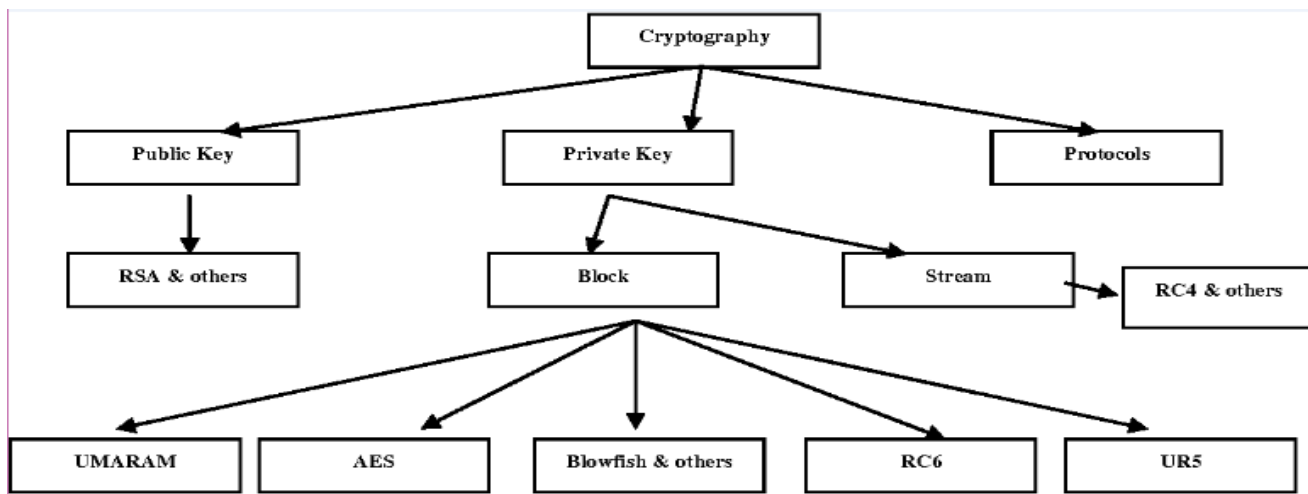 Cryptography
Public Key
Private Key
Protocols
RSA & others
Block
Stream
RC4 & others
UMARAM
AES
Blowfish & others
RC6
UR5